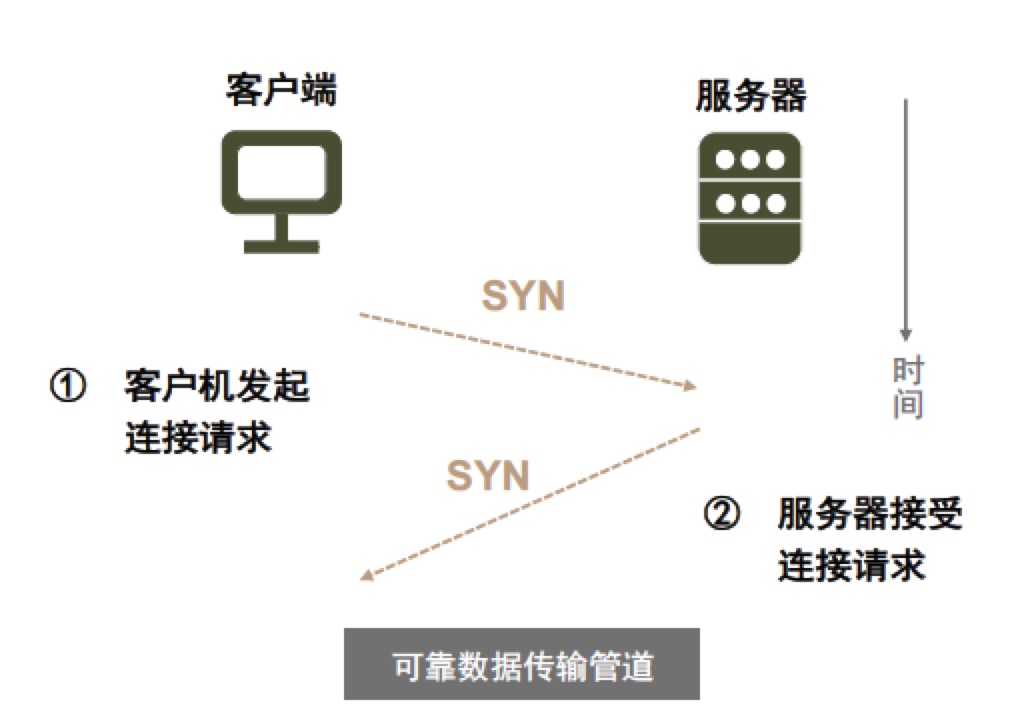 客户端
服务器
SYN
① 客户机发起
连接请求
时
间
SYN
② 服务器接受
连接请求
可靠数据传输管道